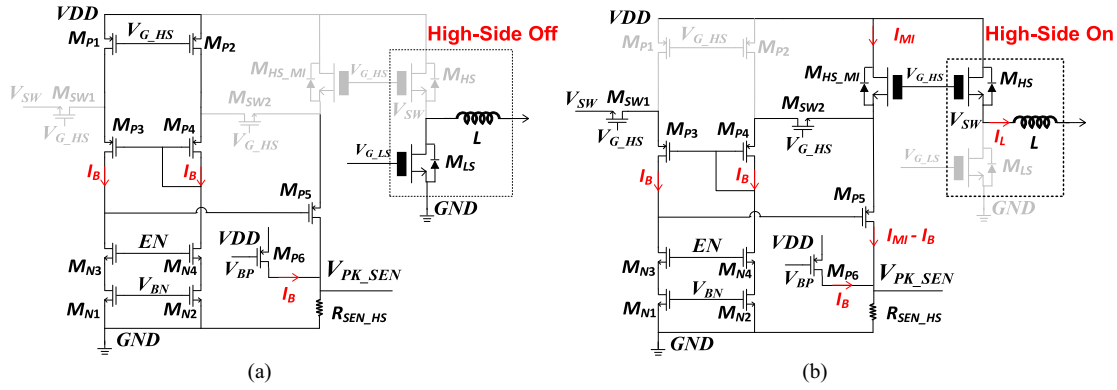 VDD
V_G_HS
M_P1
M_P2
High-Side Off
M_HS_MI
V_G_HS
M_HS
V_SW
M_SW1
M_SW2
V_SW
V_G_HS
V_G_HS
L
M_P3
M_P4
V_G_LS
M_LS
I_B
I_B
M_P5
GND
EN
VDD
M_N3
M_N4
V_BP
M_P6
V_PK_SEN
V_BN
I_B
M_N1
M_N2
R_SEN_HS
GND
(a)
VDD
V_G_HS
M_P1
M_P2
I_MI
High-Side On
M_HS_MI
V_G_HS
M_HS
V_SW
M_SW1
M_SW2
V_SW
V_G_HS
V_G_HS
I_L
L
M_P3
M_P4
V_G_LS
M_LS
I_B
I_B
M_P5
GND
EN
I_MI - I_B
VDD
M_N3
M_N4
V_BP
M_P6
V_PK_SEN
V_BN
I_B
M_N1
M_N2
R_SEN_HS
GND
(b)